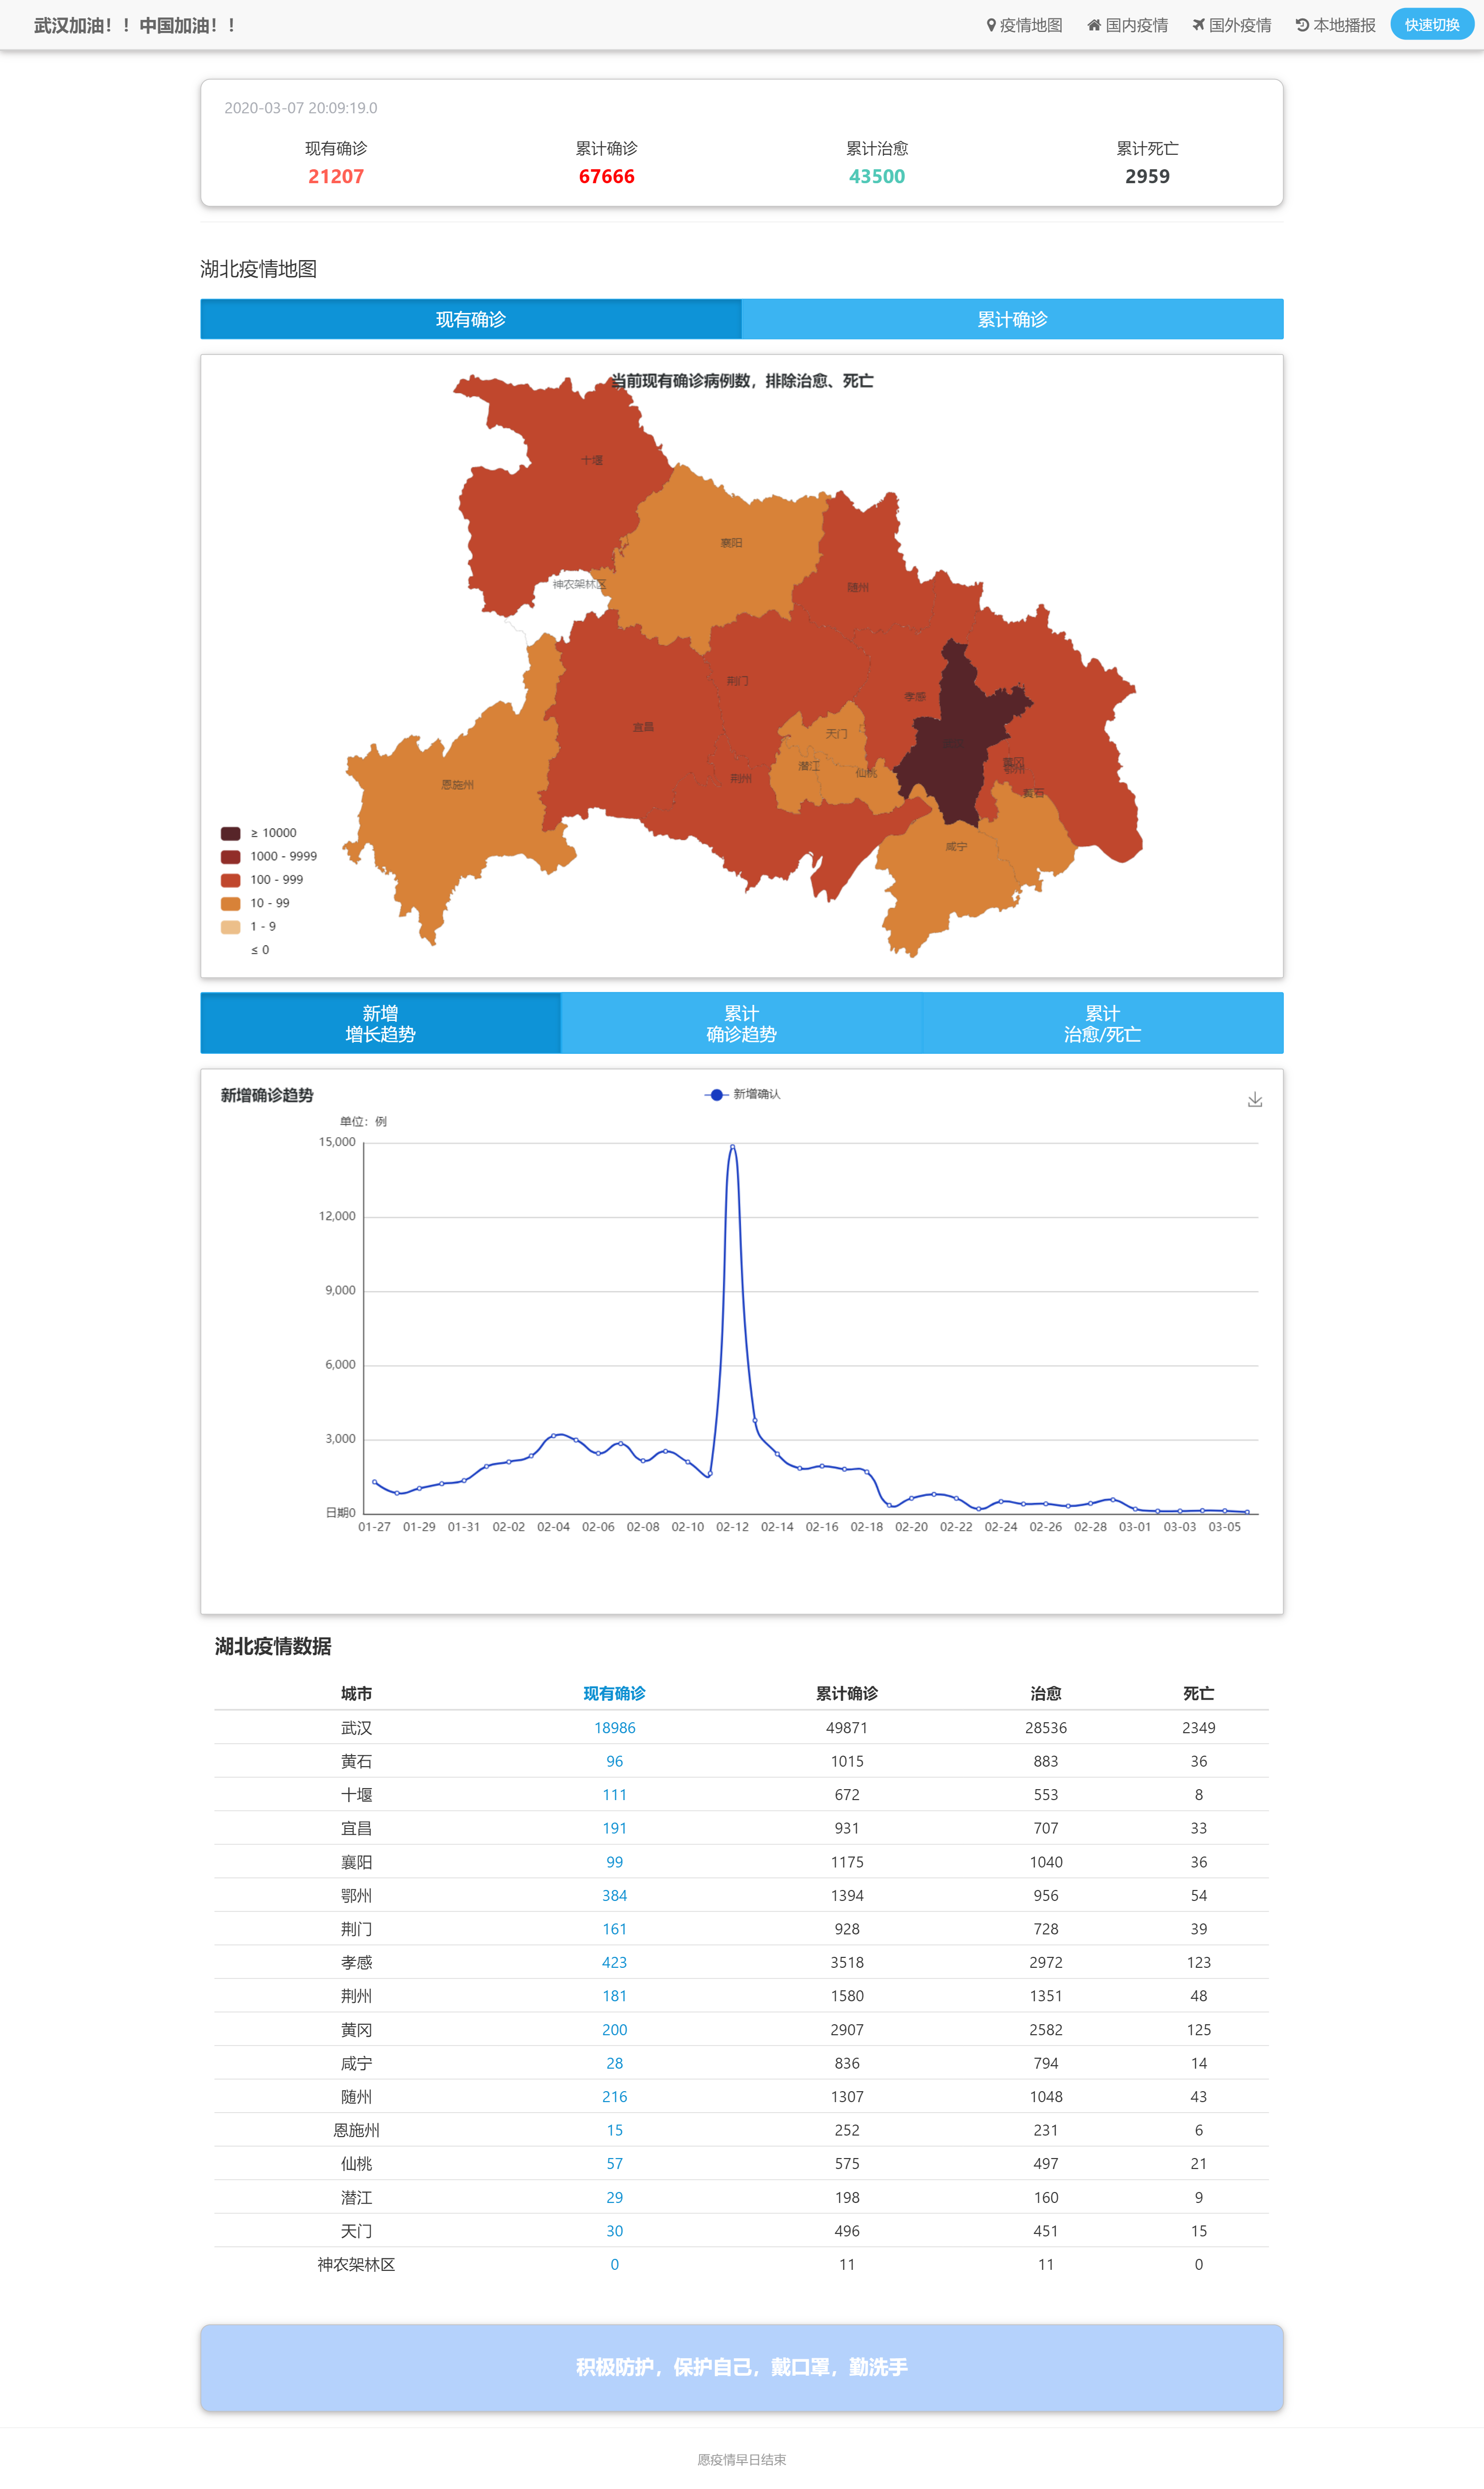 武汉加油！！中国加油！！
疫情地图 国内疫情 国外疫情 本地播报 快速切换
2020-03-07 20:09:19.0
现有确诊 累计确诊 累计治愈 累计死亡
21207 67666 43500 2959
湖北疫情地图
现有确诊 累计确诊
当前现有确诊病例数，排除治愈、死亡
十堰
襄阳
神农架林区
随州
荆门
孝感
宜昌
天门
黄冈
潜江
仙桃
鄂州
荆州
恩施州
黄石
咸宁
≥ 10000
1000 - 9999
100 - 999
10 - 99
1 - 9
≤ 0
新增 累计 累计
增长趋势 确诊趋势 治愈/死亡
新增确诊趋势 新增确认
单位：例
15,000
12,000
9,000
6,000
3,000
日期0
01-27 01-29 01-31 02-02 02-04 02-06 02-08 02-10 02-12 02-14 02-16 02-18 02-20 02-22 02-24 02-26 02-28 03-01 03-03 03-05
湖北疫情数据
城市 现有确诊 累计确诊 治愈 死亡
武汉 18986 49871 28536 2349
黄石 96 1015 883 36
十堰 111 672 553 8
宜昌 191 931 707 33
襄阳 99 1175 1040 36
鄂州 384 1394 956 54
荆门 161 928 728 39
孝感 423 3518 2972 123
荆州 181 1580 1351 48
黄冈 200 2907 2582 125
咸宁 28 836 794 14
随州 216 1307 1048 43
恩施州 15 252 231 6
仙桃 57 575 497 21
潜江 29 198 160 9
天门 30 496 451 15
神农架林区 0 11 11 0
积极防护，保护自己，戴口罩，勤洗手
愿疫情早日结束